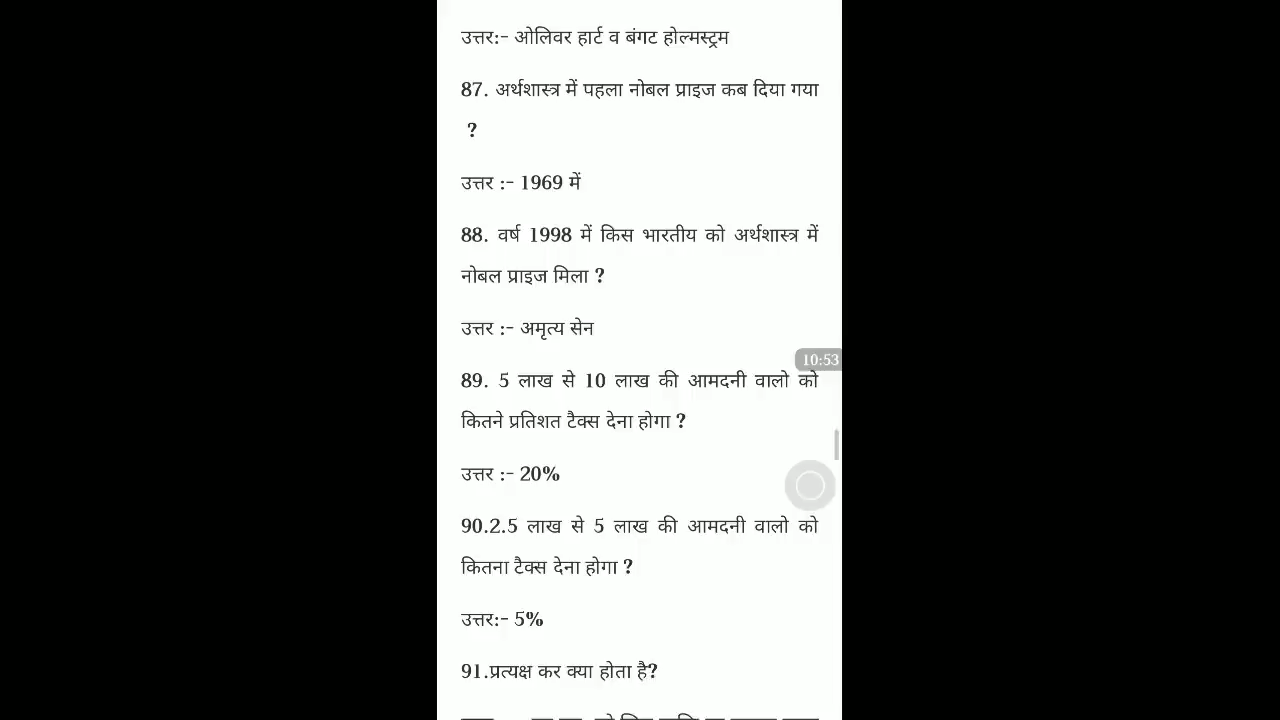 उत्तर:- ओलिवर हार्ट व बंगट होल्मस्ट्रम
87. अर्थशास्त्र में पहला नोबल प्राइज कब दिया गया
?
उत्तर :- 1969 में
88. वर्ष 1998 में किस भारतीय को अर्थशास्त्र में
नोबल प्राइज मिला ?
उत्तर :- अमृत्य सेन
10:53
89. 5 लाख से 10 लाख की आमदनी वालो को
कितने प्रतिशत टैक्स देना होगा ?
उत्तर :- 20%
90.2.5 लाख से 5 लाख की आमदनी वालो को
कितना टैक्स देना होगा ?
उत्तर:- 5%
91.प्रत्यक्ष कर क्या होता है?